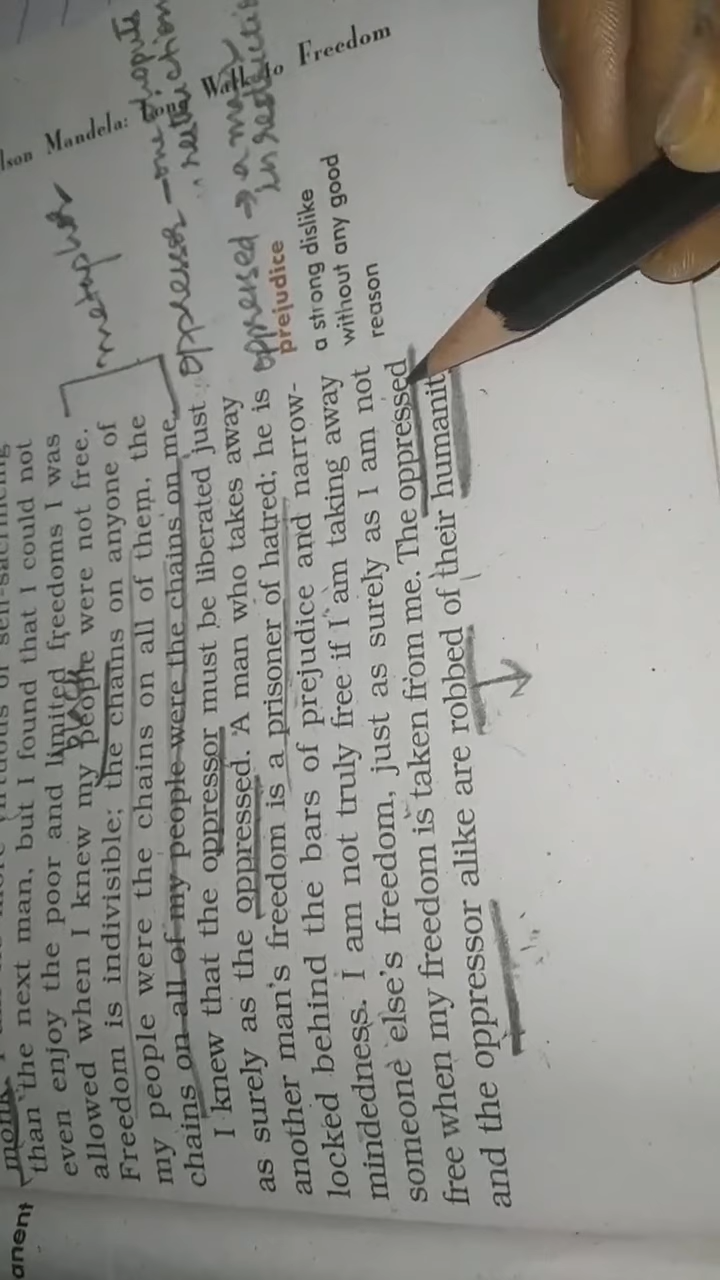 lson Mandela: Long Walk to Freedom
than the next man, but I found that I could not
even enjoy the poor and limited freedoms I was
allowed when I knew my people were not free.
Freedom is indivisible; the chains on anyone of
my people were the chains on all of them, the
chains on all of my people were the chains on me.
I knew that the oppressor must be liberated just
as surely as the oppressed. A man who takes away
another man's freedom is a prisoner of hatred; he is
locked behind the bars of prejudice and narrow-
mindedness. I am not truly free if I am taking away
someone else's freedom, just as surely as I am not
free when my freedom is taken from me. The oppressed
and the oppressor alike are robbed of their humanit
metaphor
oppressor – one
oppressed → a
prejudice
a strong dislike
without any good
reason
anent